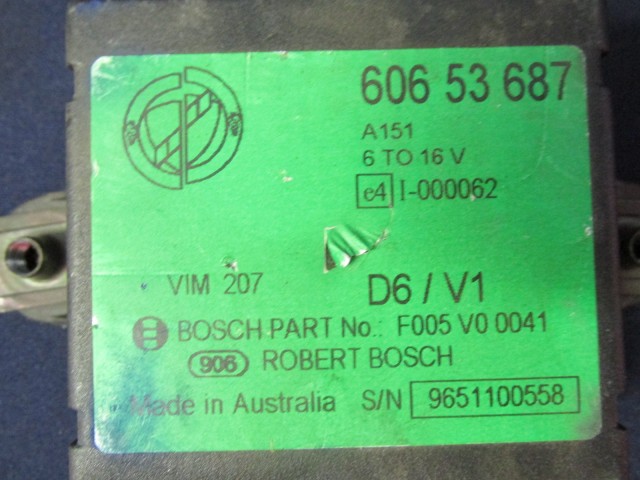 606 53 687
A151
6 TO 16 V
e4 I-000062
VIM 207 D6 / V1
BOSCH PART No.: F005 V0 0041
906 ROBERT BOSCH
Made in Australia S/N 9651100558